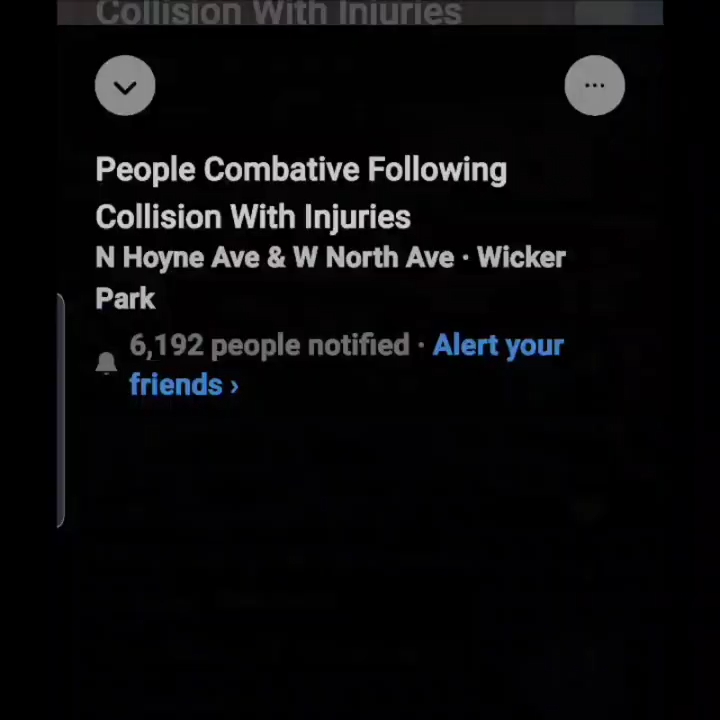 Collision With Injuries
People Combative Following
Collision With Injuries
N Hoyne Ave & W North Ave · Wicker
Park
6,192 people notified · Alert your
friends ›